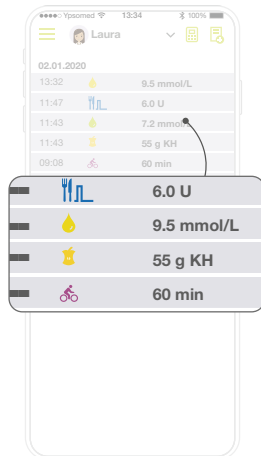 Ypsomed 13:34 100%
Laura
02.01.2020
13:32 9.5 mmol/L
11:47 6.0 U
11:43 7.2 mmol/L
11:43 55 g KH
09:08 60 min
6.0 U
9.5 mmol/L
55 g KH
60 min